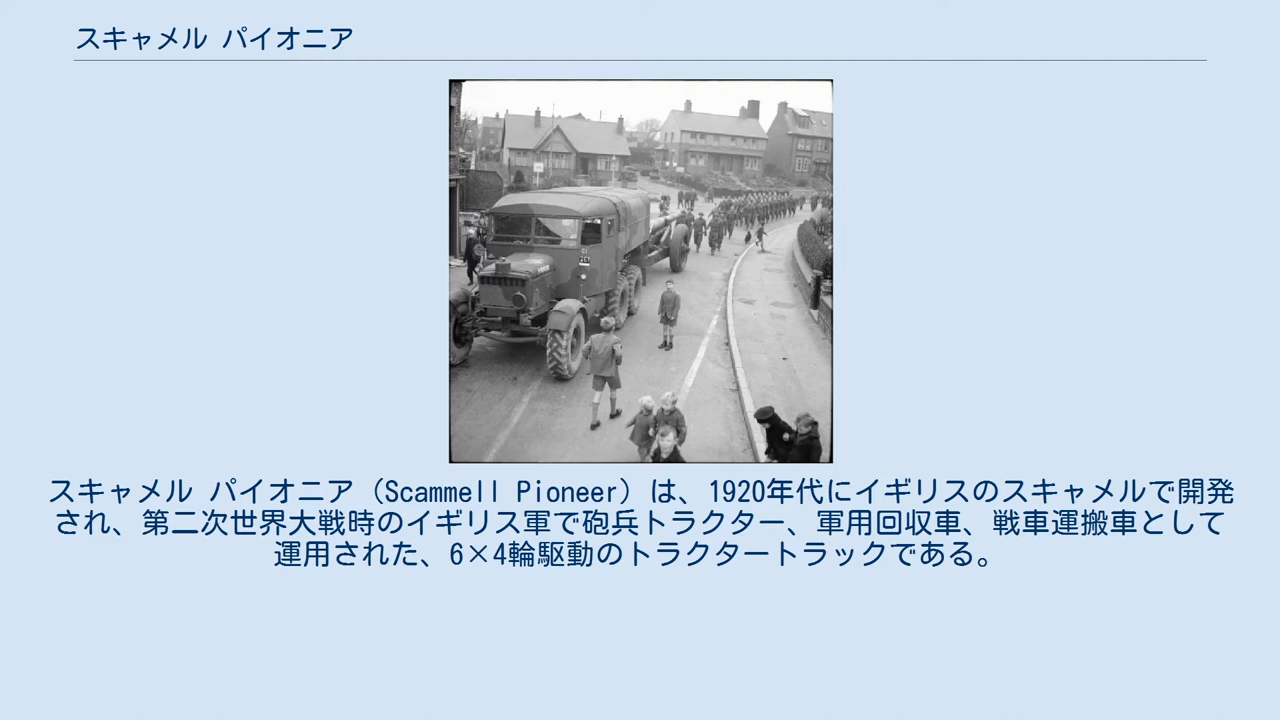 スキャメル パイオニア
スキャメル パイオニア（Scammell Pioneer）は、1920年代にイギリスのスキャメルで開発
され、第二次世界大戦時のイギリス軍で砲兵トラクター、軍用回収車、戦車運搬車として
運用された、6×4輪駆動のトラクタートラックである。